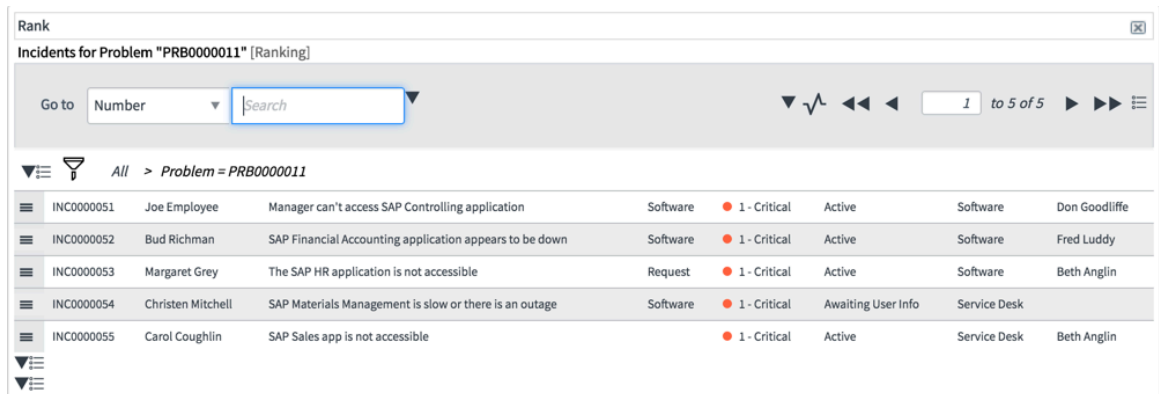 Rank
Incidents for Problem "PRB0000011" [Ranking]
Go to Number Search 1 to 5 of 5
All > Problem = PRB0000011
INC0000051 Joe Employee Manager can't access SAP Controlling application Software 1 - Critical Active Software Don Goodliffe
INC0000052 Bud Richman SAP Financial Accounting application appears to be down Software 1 - Critical Active Software Fred Luddy
INC0000053 Margaret Grey The SAP HR application is not accessible Request 1 - Critical Active Software Beth Anglin
INC0000054 Christen Mitchell SAP Materials Management is slow or there is an outage Software 1 - Critical Awaiting User Info Service Desk
INC0000055 Carol Coughlin SAP Sales app is not accessible 1 - Critical Active Service Desk Beth Anglin